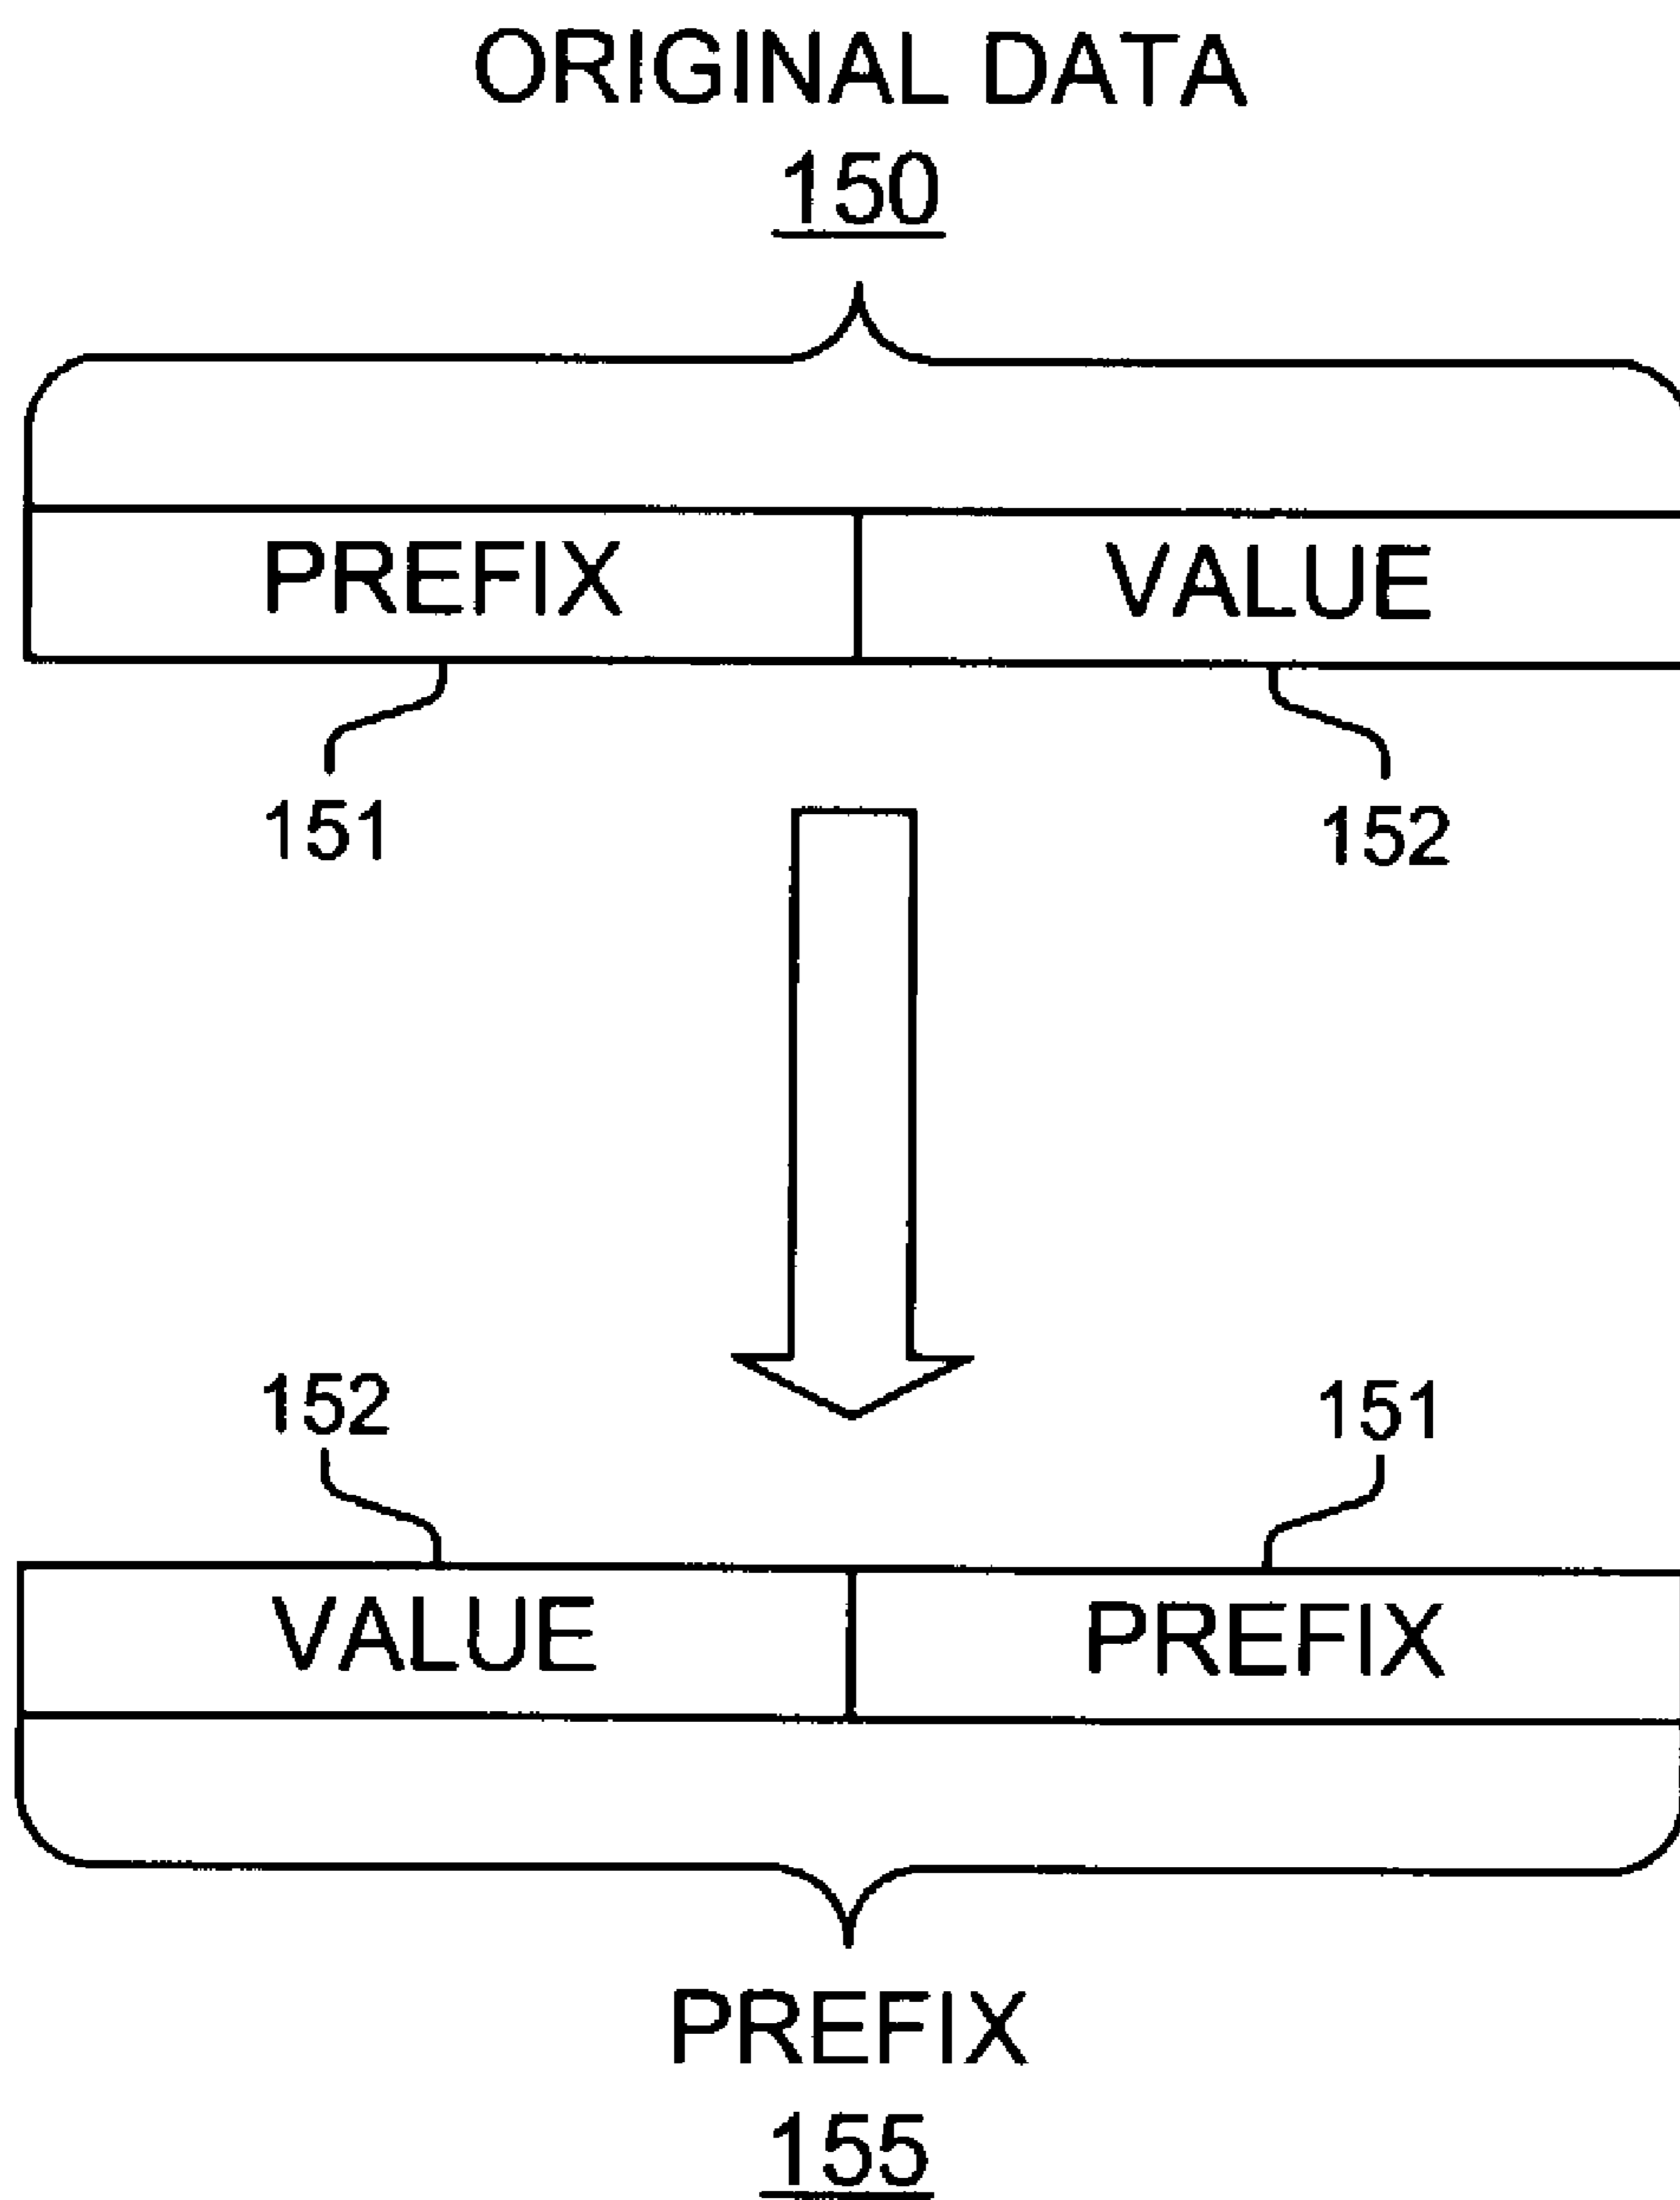 ORIGINAL DATA
150
PREFIX VALUE
151 152
152 151
VALUE PREFIX
PREFIX
155